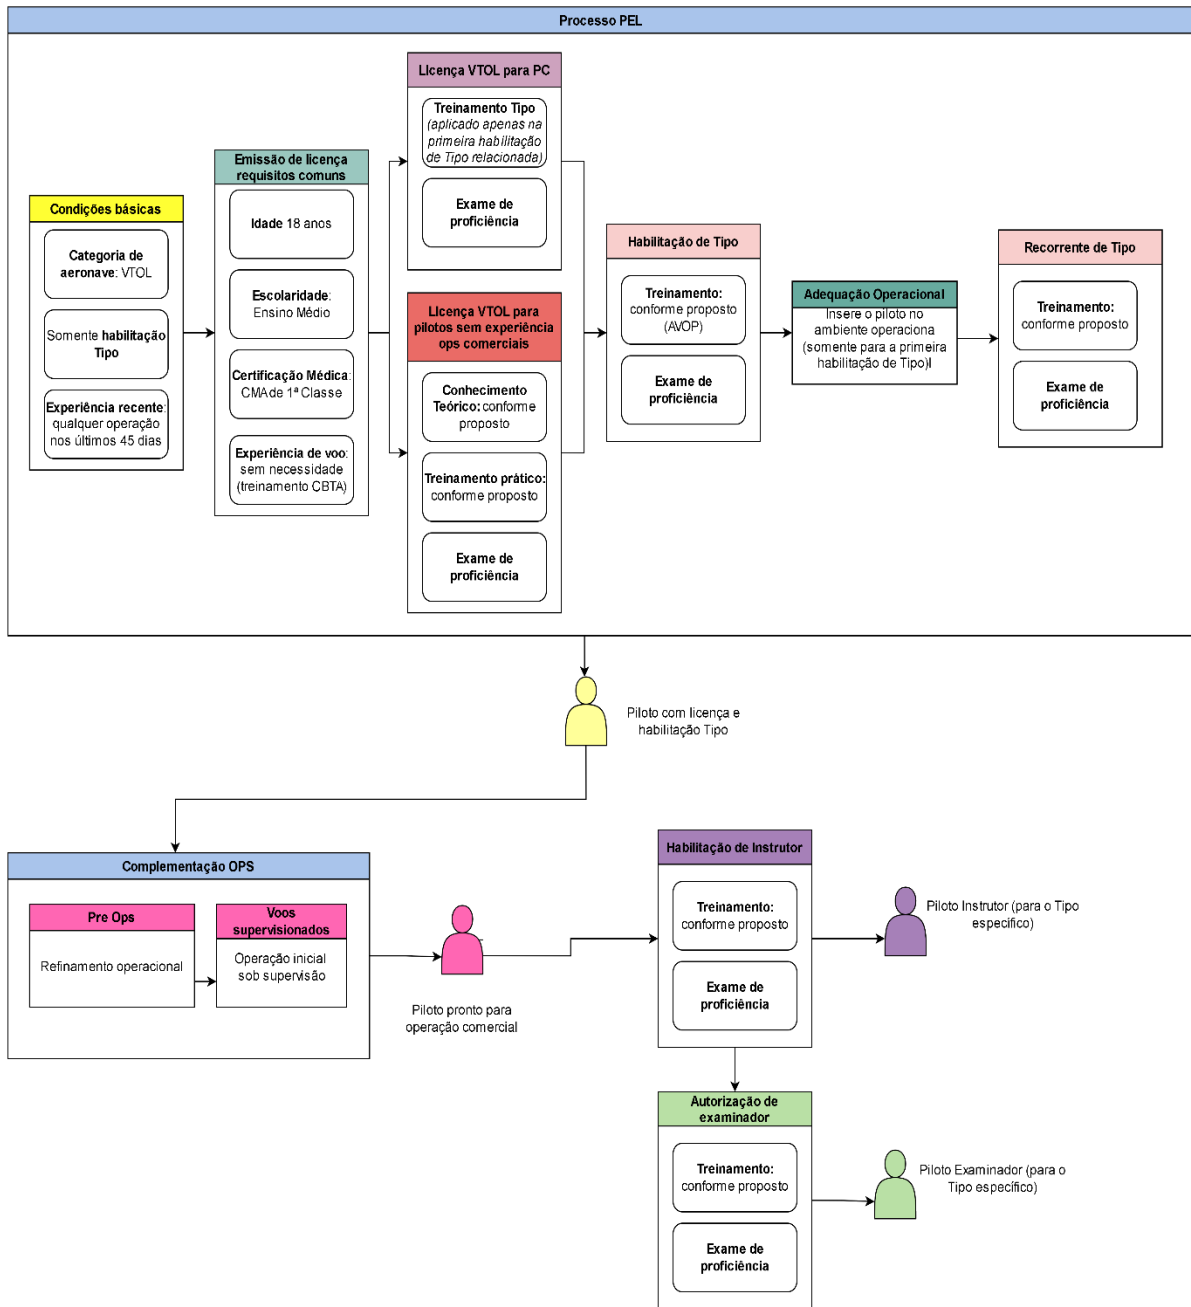 Processo PEL
Condições básicas
Categoria de
aeronave: VTOL
Somente habilitação
Tipo
Experiência recente:
qualquer operação
nos últimos 45 dias
Emissão de licença
requisitos comuns
Idade 18 anos
Escolaridade:
Ensino Médio
Certificação Médica:
CMAde 1ª Classe
Experiência de voo:
sem necessidade
(treinamento CBTA)
Licença VTOL para PC
Treinamento Tipo
(aplicado apenas na
primeira habilitação
de Tipo relacionada)
Exame de
proficiência
Licença VTOL para
pilotos sem experiência
ops comerciais
Conhecimento
Teórico: conforme
proposto
Treinamento prático:
conforme proposto
Exame de
proficiência
Habilitação de Tipo
Treinamento:
conforme proposto
(AVOP)
Exame de
proficiência
Adequação Operacional
Insere o piloto no
ambiente operaciona
(somente para a primeira
habilitação de Tipo)l
Recorrente de Tipo
Treinamento:
conforme proposto
Exame de
proficiência
Piloto com licença e
habilitação Tipo
Complementação OPS
Pre Ops
Refinamento operacional
Voos
supervisionados
Operação inicial
sob supervisão
Piloto pronto para
operação comercial
Habilitação de Instrutor
Treinamento:
conforme proposto
Exame de
proficiência
Piloto Instrutor (para o Tipo
específico)
Autorização de
examinador
Treinamento:
conforme proposto
Exame de
proficiência
Piloto Examinador (para o
Tipo específico)